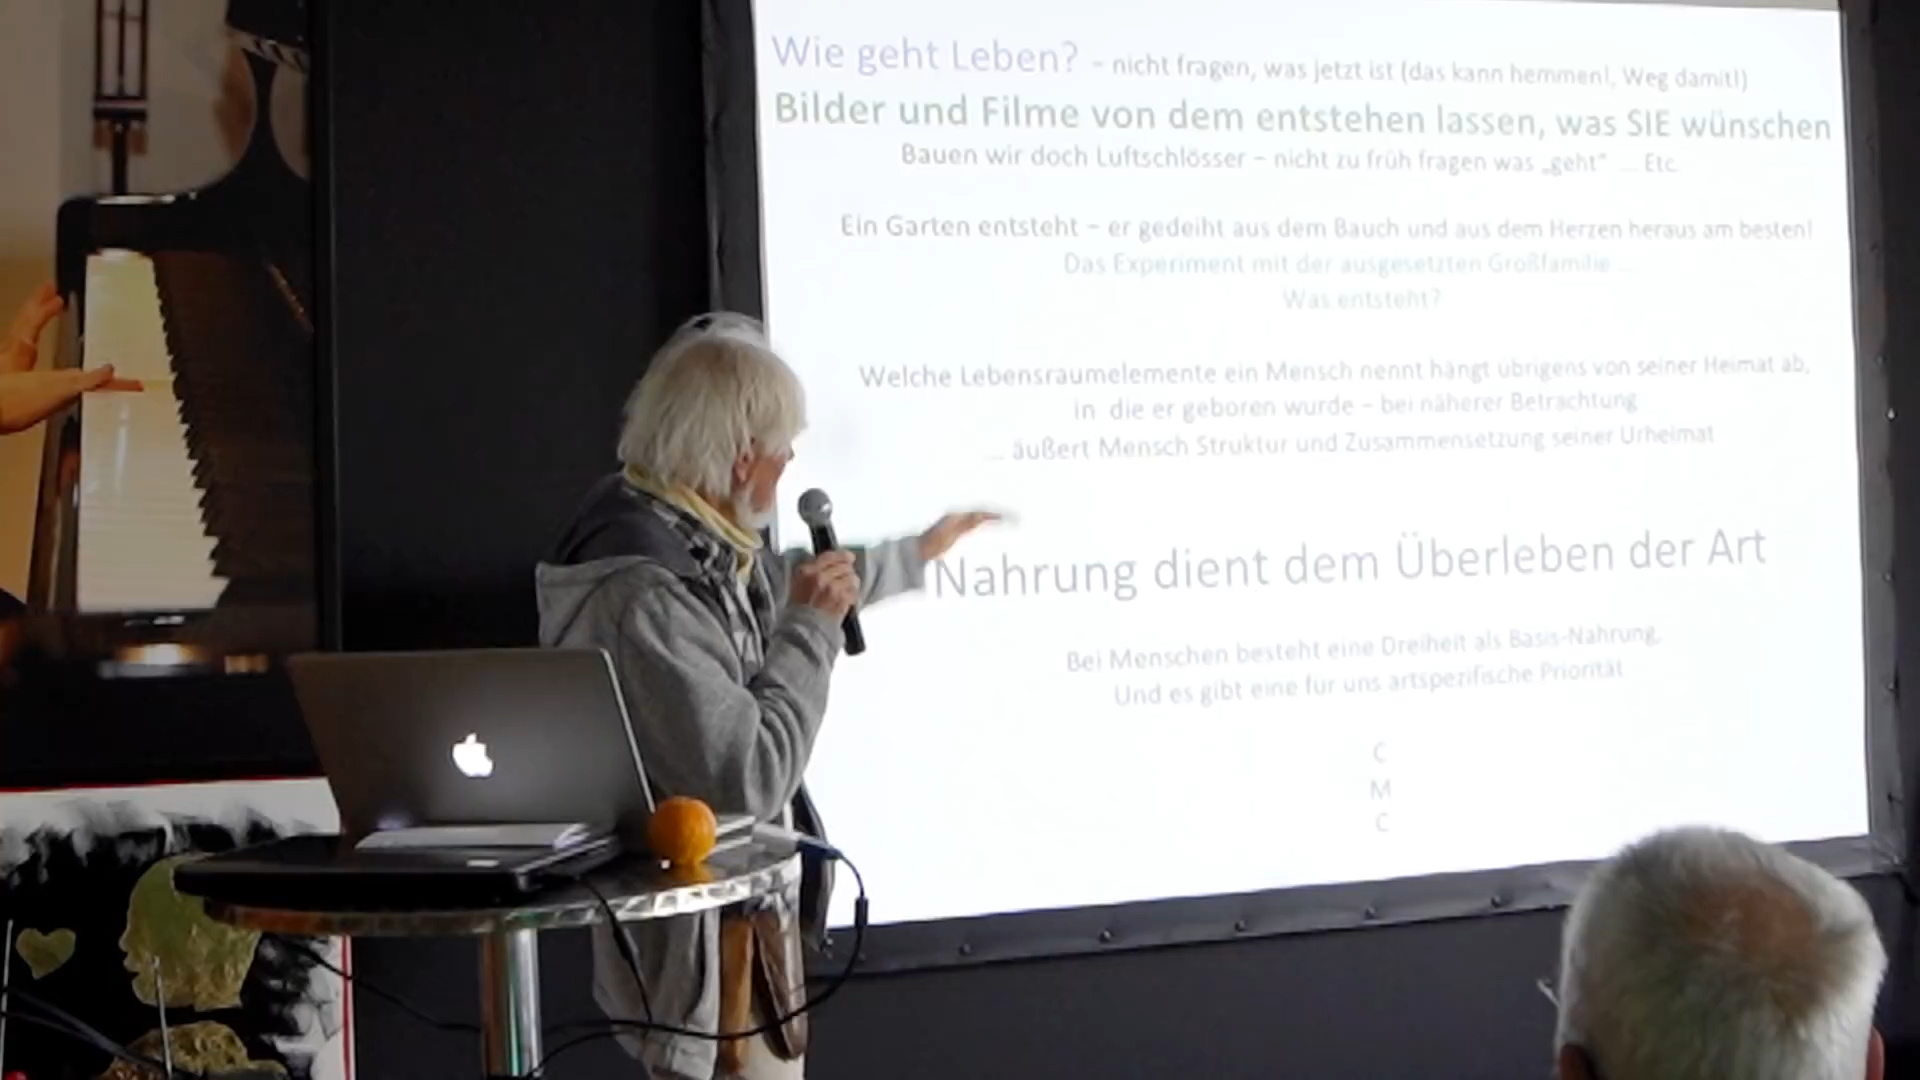 Wie geht Leben? – nicht fragen, was jetzt ist (das kann hemmen!, Weg damit!)
Bilder und Filme von dem entstehen lassen, was SIE wünschen
Bauen wir doch Luftschlösser – nicht zu früh fragen was „geht“ ... Etc.
Ein Garten entsteht – er gedeiht aus dem Bauch und aus dem Herzen heraus am besten!
Das Experiment mit der ausgesetzten Großfamilie ...
Was entsteht?
Welche Lebensraumelemente ein Mensch nennt hängt übrigens von seiner Heimat ab,
in die er geboren wurde – bei näherer Betrachtung
... äußert Mensch Struktur und Zusammensetzung seiner Urheimat
Nahrung dient dem Überleben der Art
Bei Menschen besteht eine Dreiheit als Basis-Nahrung,
Und es gibt eine für uns artspezifische Priorität
C
M
C